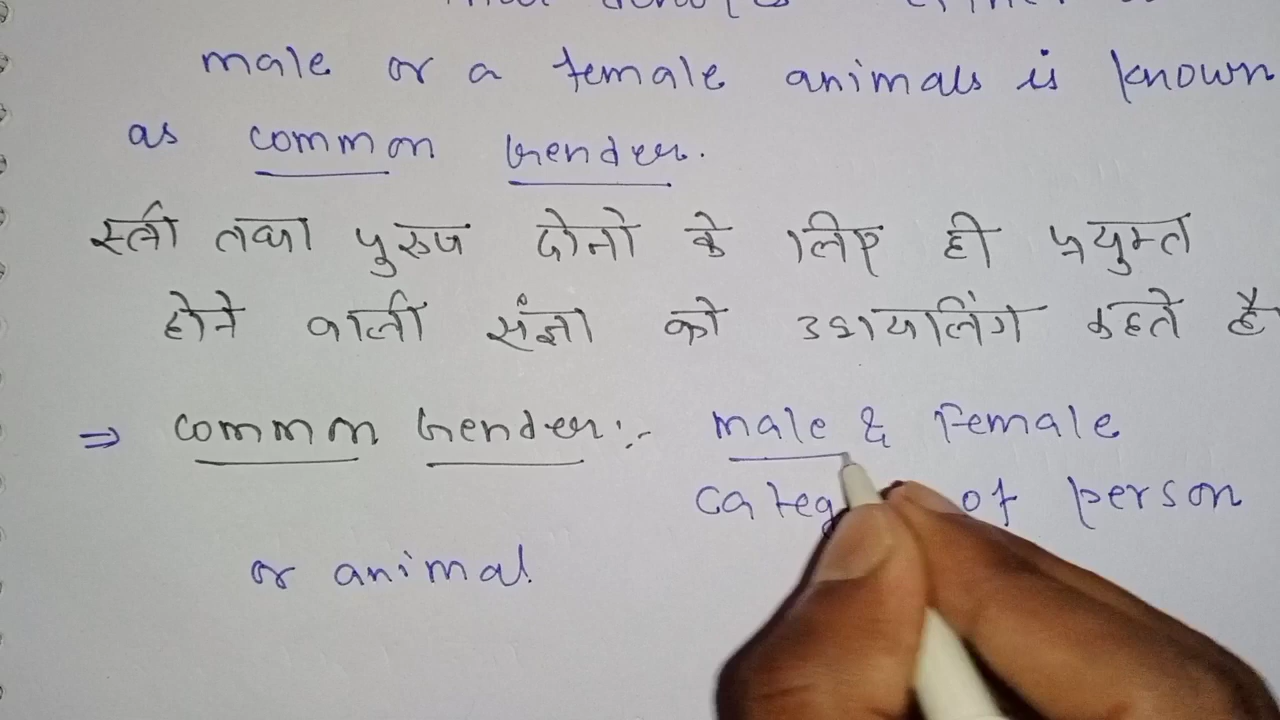 male or a female animals is known
as common Gender.
स्त्री तथा पुरुष दोनो के लिए ही प्रयुक्त
होने वाली संज्ञा को उभयलिंग कहते है
⇒ common Gender:- male & Female
of person
or animal